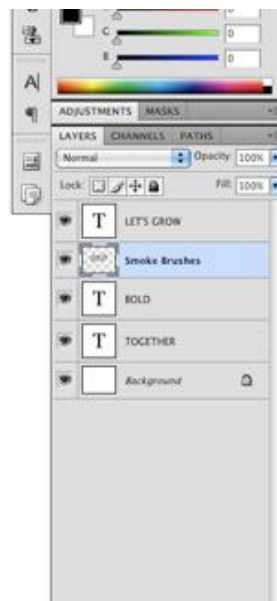 G 0
B 0
A
ADJUSTMENTS MASKS
LAYERS CHANNELS PATHS
Normal Opacity: 100%
Lock: Fill: 100%
T LET'S GROW
Smoke Brushes
T BOLD
T TOGETHER
Background